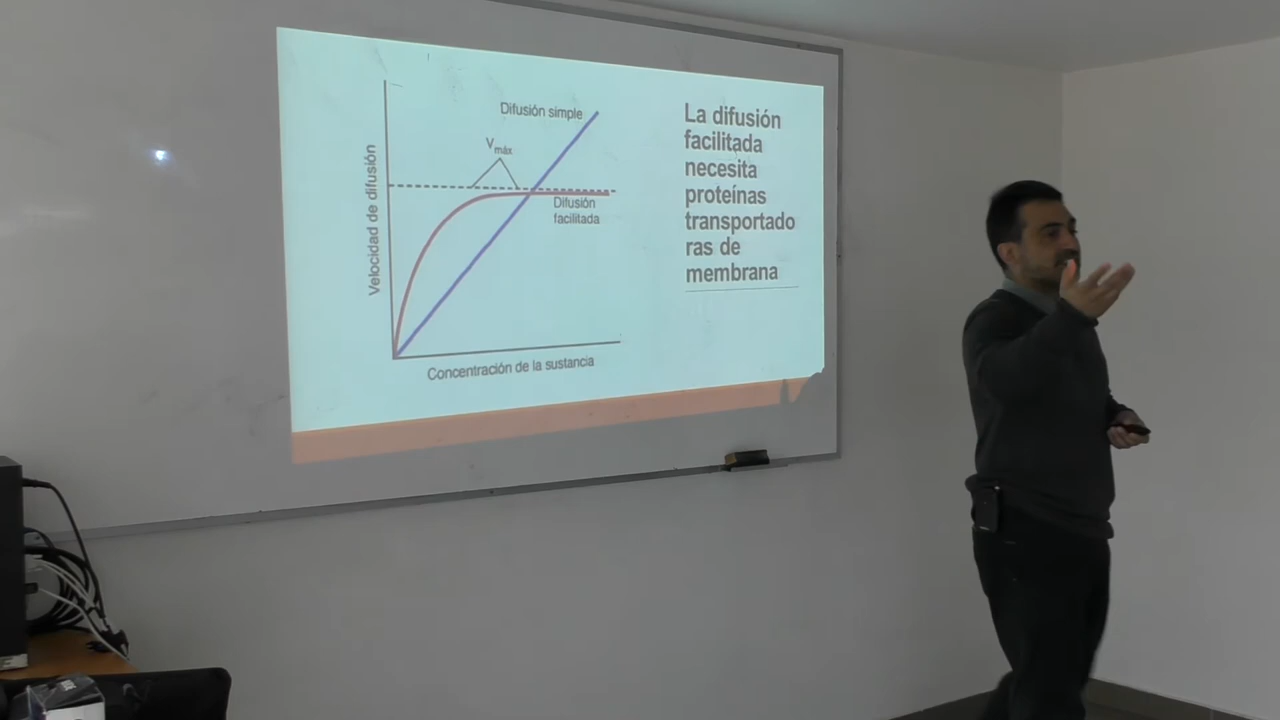 Difusión simple
Vmáx
Difusión
facilitada
Velocidad de difusión
Concentración de la sustancia
La difusión
facilitada
necesita
proteínas
transportado
ras de
membrana